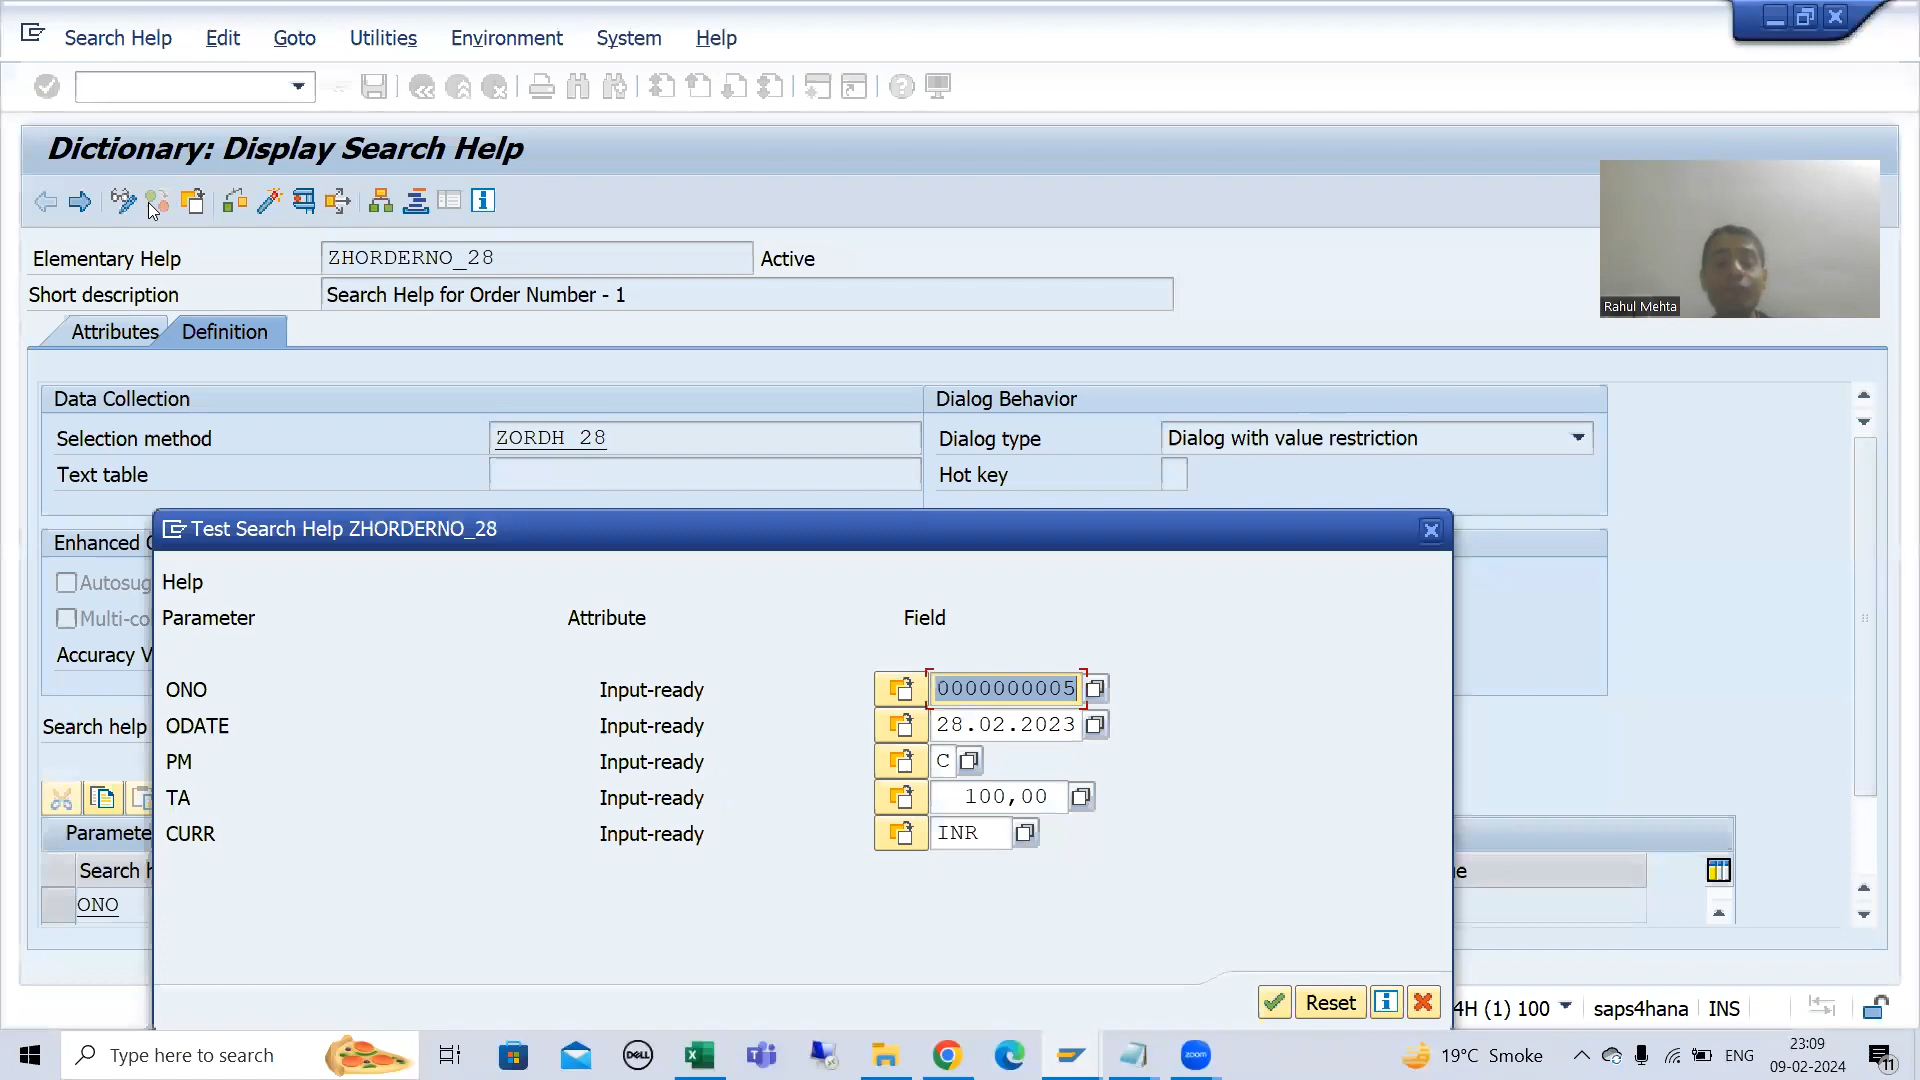 Search Help Edit Goto Utilities Environment System Help
Dictionary: Display Search Help
Elementary Help ZHORDERNO_28 Active
Short description Search Help for Order Number - 1
Rahul Mehta
Attributes Definition
Data Collection Dialog Behavior
Selection method ZORDH_28 Dialog type Dialog with value restriction
Text table Hot key
Enhanced
Test Search Help ZHORDERNO_28
Autosug
Help
Multi-co
Parameter Attribute Field
Accuracy V
ONO Input-ready 0000000005
Search help
ODATE Input-ready 28.02.2023
PM Input-ready C
TA Input-ready 100,00
CURR Input-ready INR
Paramete
Search h
ONO
Reset
4H (1) 100 saps4hana INS
Type here to search
DELL
zoom
19°C Smoke
ENG
23:09
09-02-2024
11